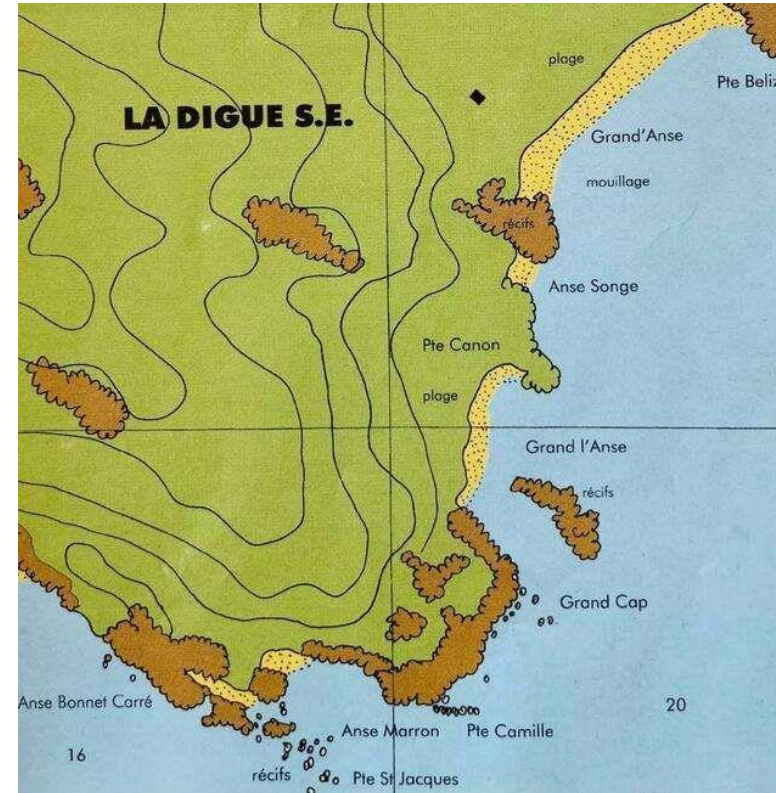 plage
Pte Beliz
LA DIGUE S.E.
Grand'Anse
mouillage
récifs
Anse Songe
Pte Canon
plage
Grand l'Anse
récifs
Grand Cap
Anse Bonnet Carré
20
Anse Marron
Pte Camille
16
récifs
Pte St Jacques